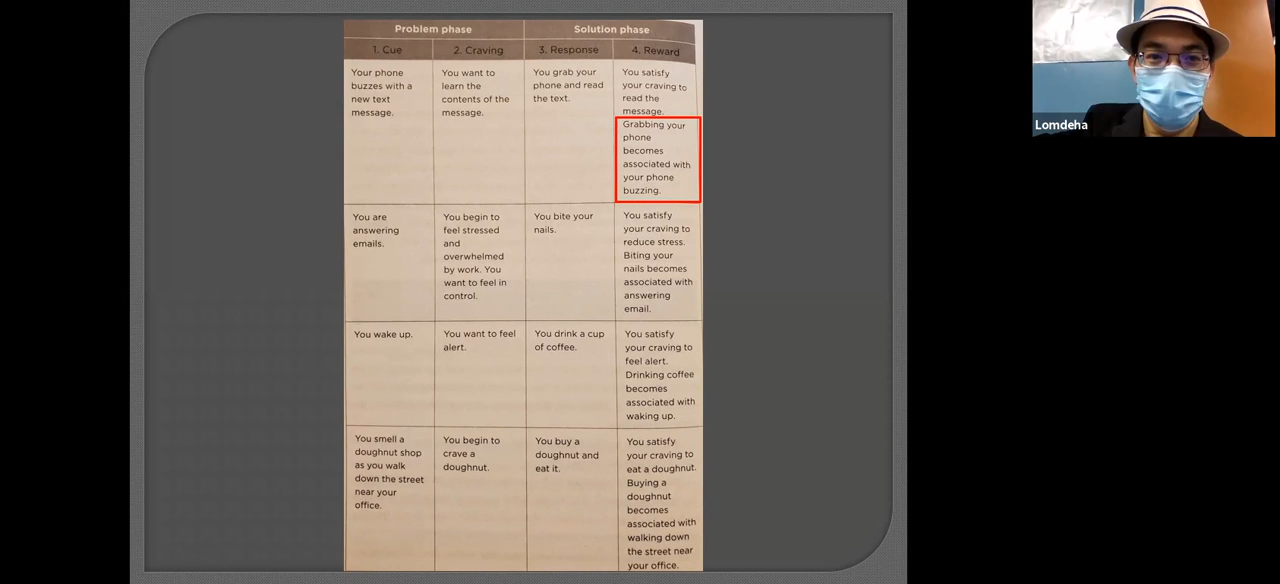 Problem phase
Solution phase
1. Cue
2. Craving
3. Response
4. Reward
Your phone
buzzes with a
new text
message.
You want to
learn the
contents of the
message.
You grab your
phone and read
the text.
You satisfy
your craving to
read the
message.
Grabbing your
phone
becomes
associated with
your phone
buzzing.
You are
answering
emails.
You begin to
feel stressed
and
overwhelmed
by work. You
want to feel in
control.
You bite your
nails.
You satisfy
your craving to
reduce stress.
Biting your
nails becomes
associated with
answering
email.
You wake up.
You want to feel
alert.
You drink a cup
of coffee.
You satisfy
your craving to
feel alert.
Drinking coffee
becomes
associated with
waking up.
You smell a
doughnut shop
as you walk
down the street
near your
office.
You begin to
crave a
doughnut.
You buy a
doughnut and
eat it.
You satisfy
your craving to
eat a doughnut.
Buying a
doughnut
becomes
associated with
walking down
the street near
your office.
Lomdeha